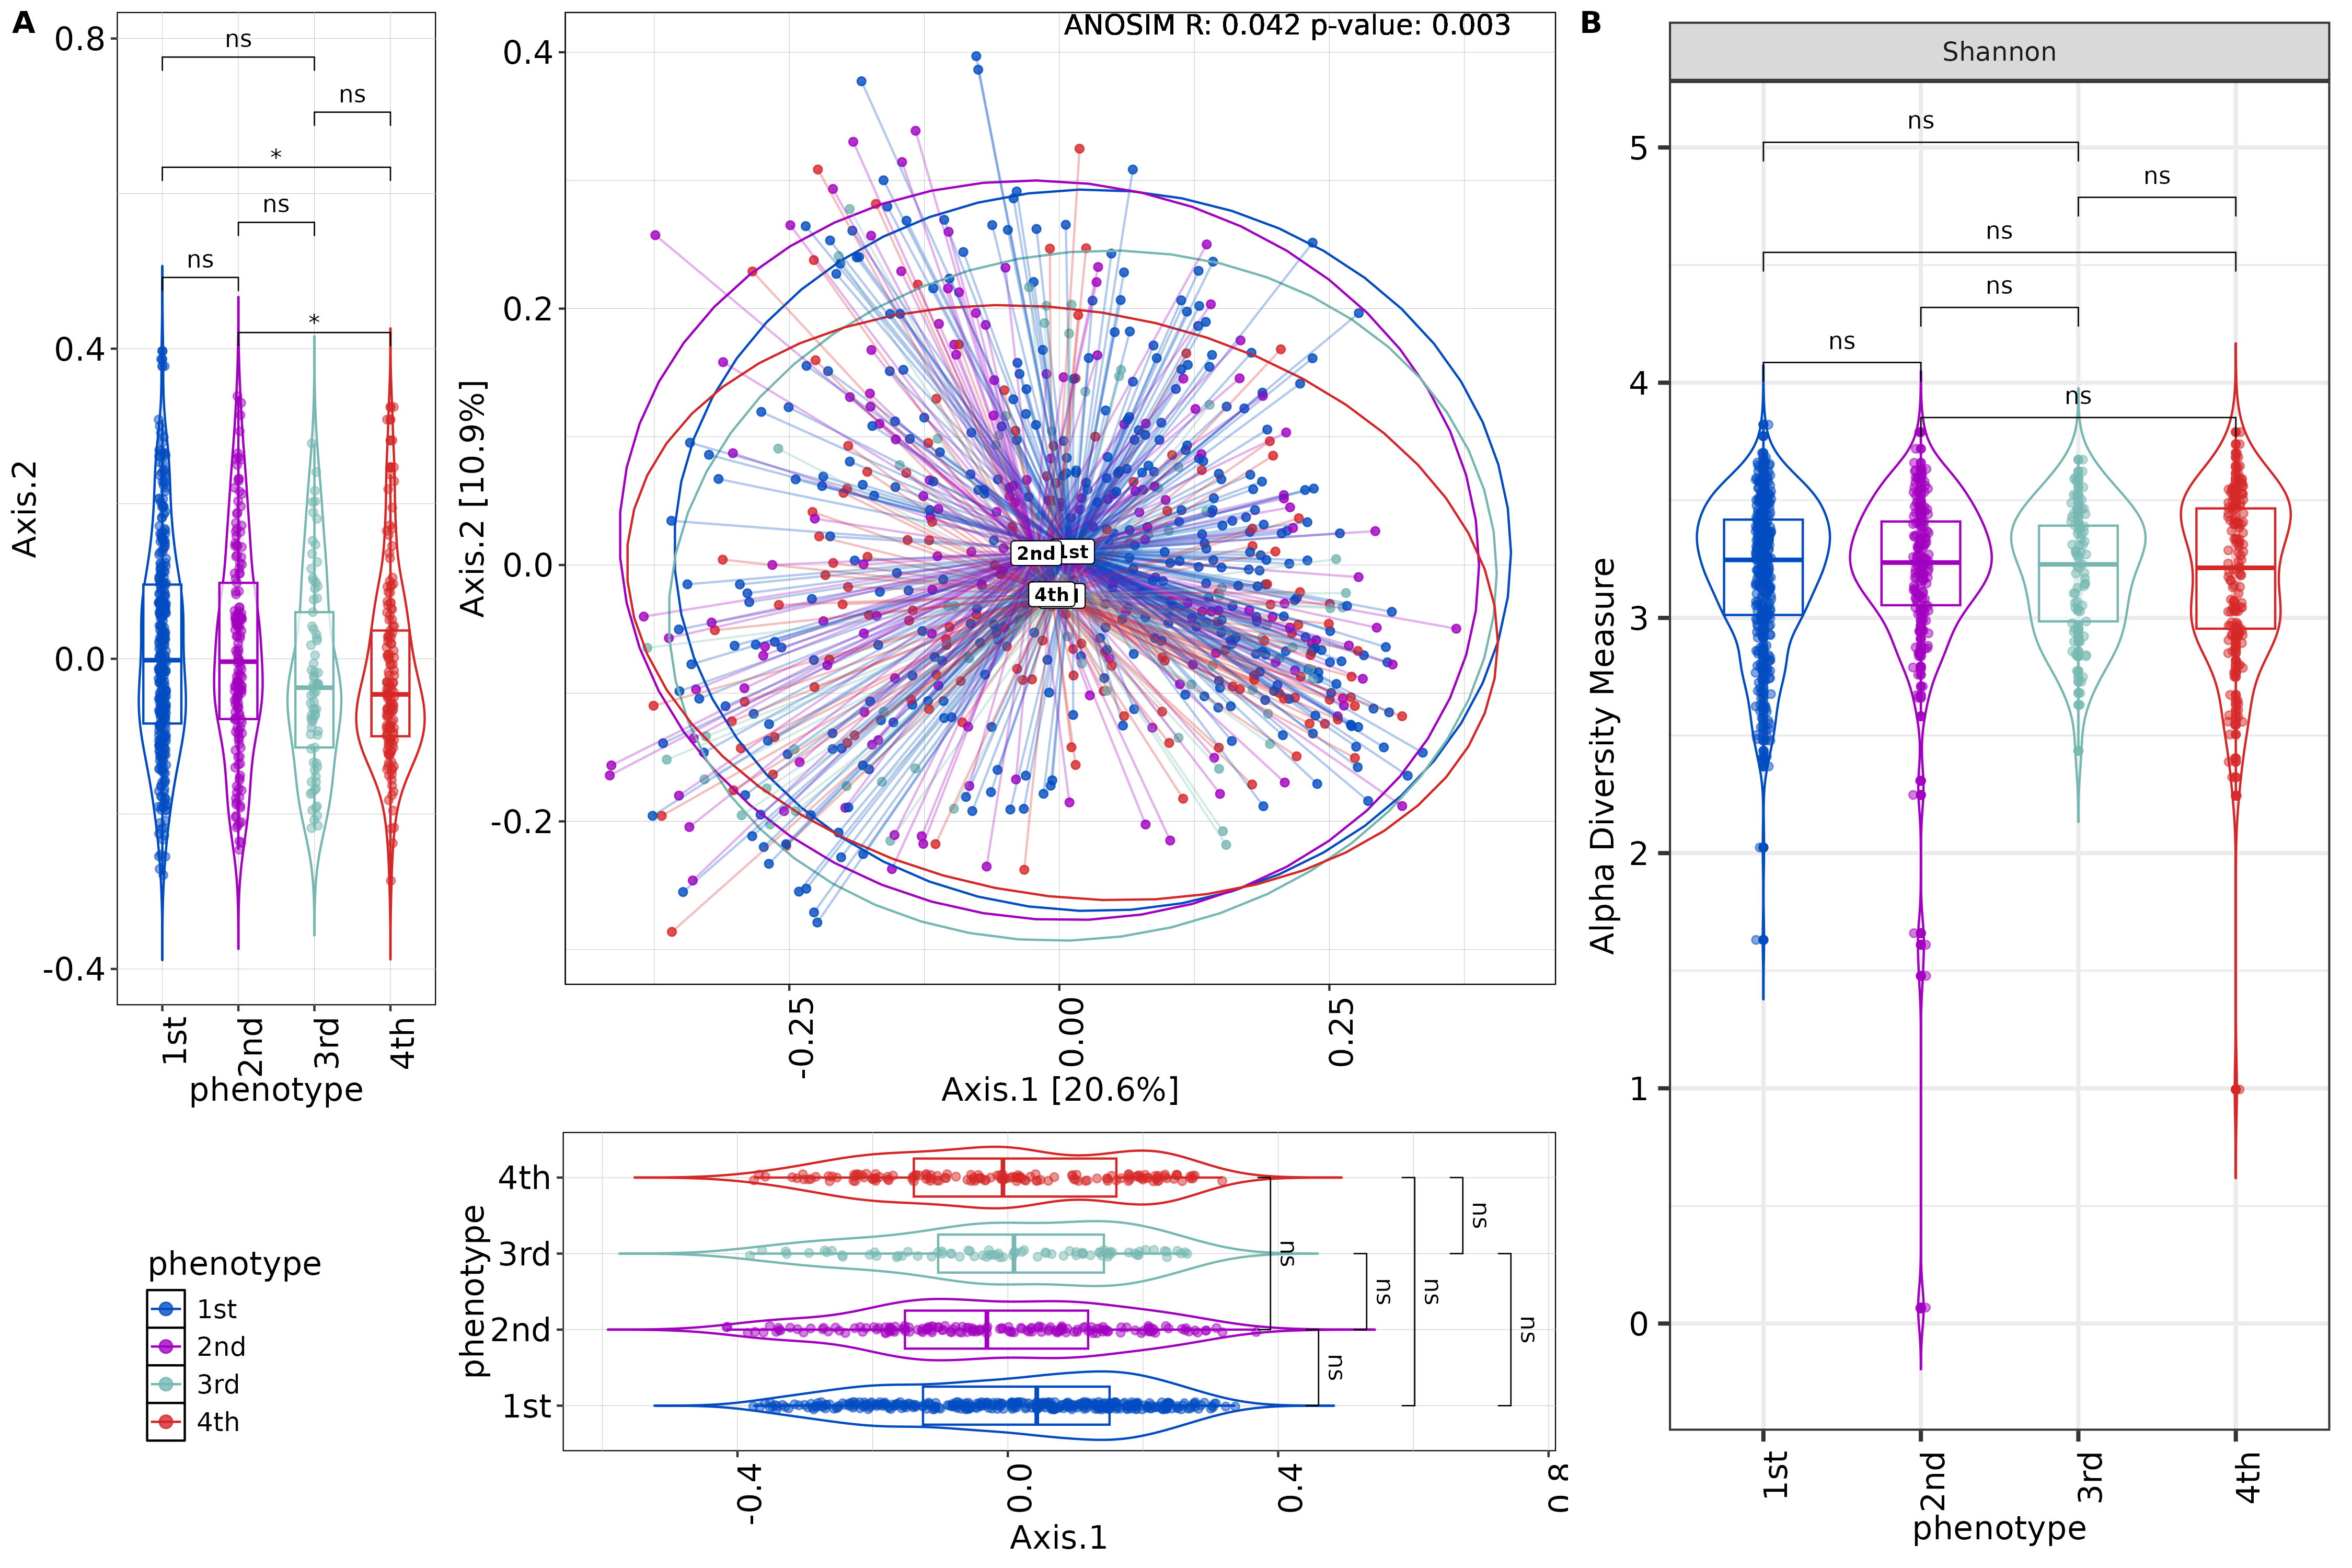 A
0.8
0.4
0.0
-0.4
Axis.2
ns
ns
*
ns
ns
*
1st
2nd
3rd
4th
phenotype
ANOSIM R: 0.042 p-value: 0.003
0.4
0.2
0.0
-0.2
Axis.2 [10.9%]
2nd
1st
4th
-0.25
0.00
0.25
Axis.1 [20.6%]
phenotype
4th
3rd
2nd
1st
ns
ns
ns
ns
ns
ns
-0.4
0.0
0.4
0.8
Axis.1
phenotype
1st
2nd
3rd
4th
B
Shannon
5
4
3
2
1
0
Alpha Diversity Measure
ns
ns
ns
ns
ns
ns
1st
2nd
3rd
4th
phenotype